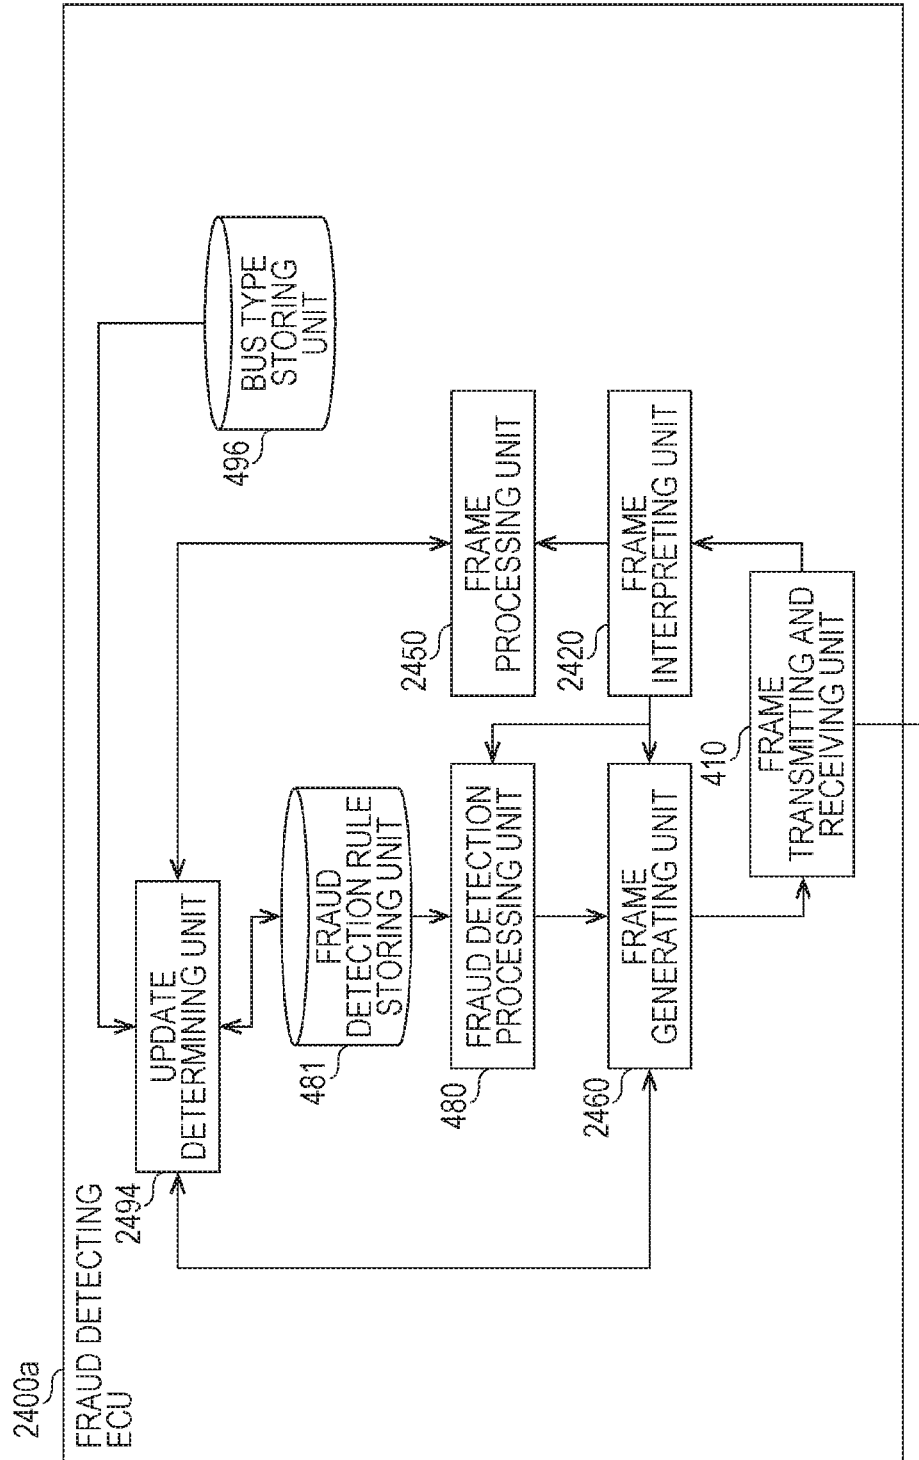 2400a
FRAUD DETECTING
ECU
2494
UPDATE
DETERMINING UNIT
496
BUS TYPE
STORING
UNIT
481
FRAUD
DETECTION RULE
STORING UNIT
480
FRAUD DETECTION
PROCESSING UNIT
2450
FRAME
PROCESSING UNIT
2460
FRAME
GENERATING UNIT
2420
FRAME
INTERPRETING UNIT
410
FRAME
TRANSMITTING AND
RECEIVING UNIT